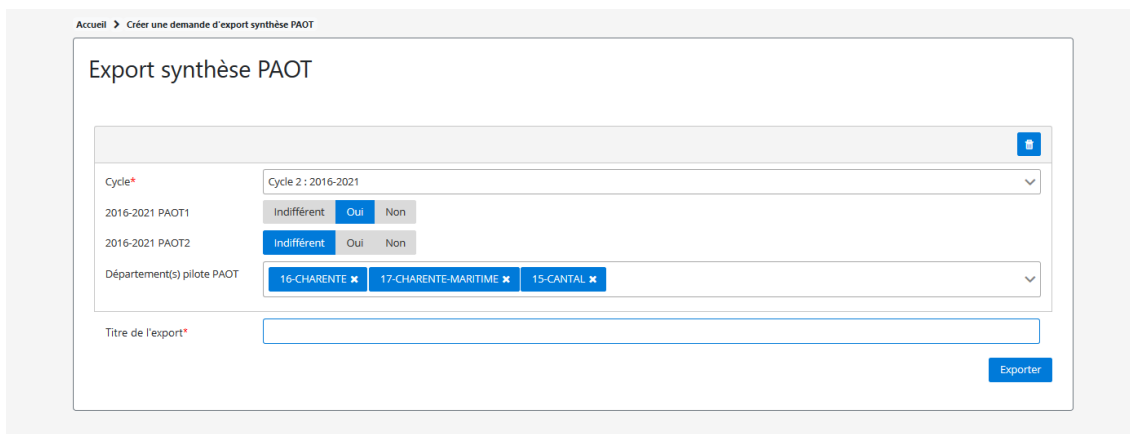 Accueil > Créer une demande d'export synthèse PAOT
Export synthèse PAOT
Cycle* Cycle 2 : 2016-2021
2016-2021 PAOT1 Indifférent Oui Non
2016-2021 PAOT2 Indifférent Oui Non
Département(s) pilote PAOT 16-CHARENTE × 17-CHARENTE-MARITIME × 15-CANTAL ×
Titre de l'export*
Exporter